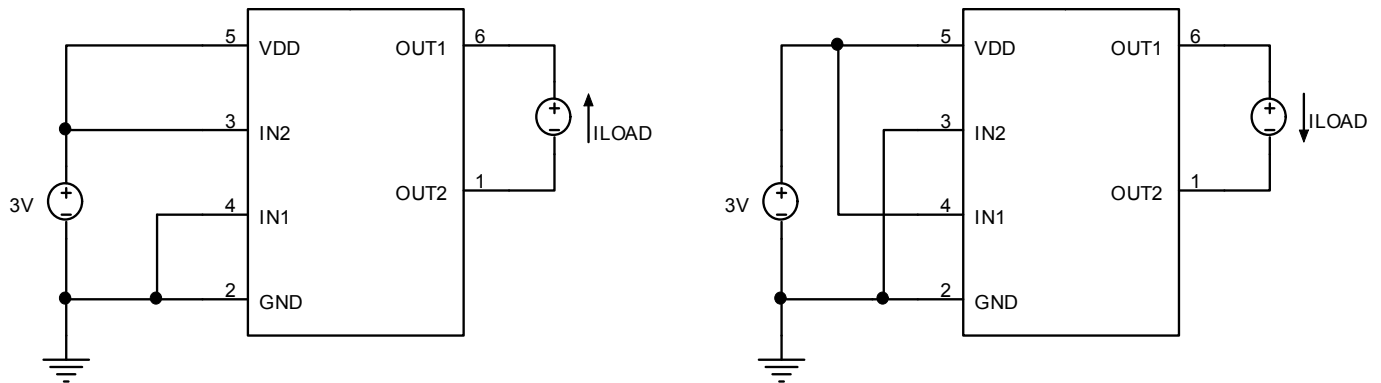 5 VDD OUT1 6
3 IN2
+
−
ILOAD
OUT2 1
3V
+
−
4 IN1
2 GND
5 VDD OUT1 6
3 IN2
+
−
ILOAD
OUT2 1
3V
+
−
4 IN1
2 GND